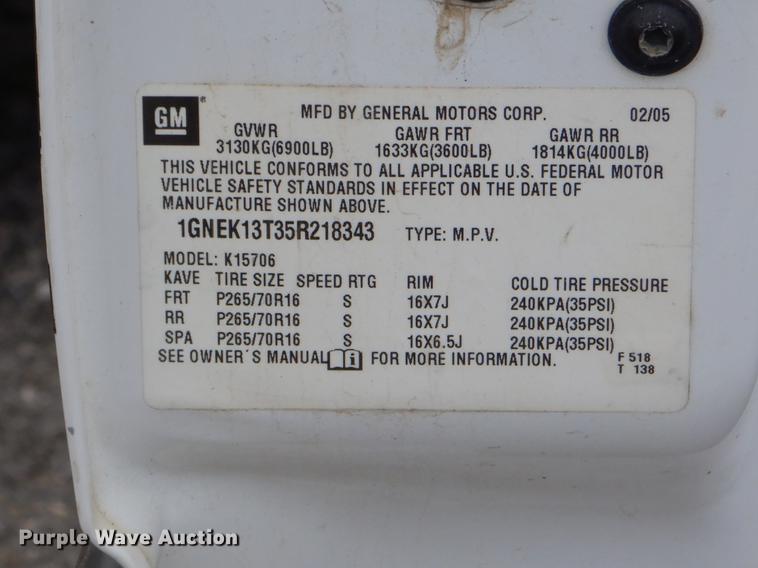 GM
MFD BY GENERAL MOTORS CORP. 02/05
GVWR GAWR FRT GAWR RR
3130KG(6900LB) 1633KG(3600LB) 1814KG(4000LB)
THIS VEHICLE CONFORMS TO ALL APPLICABLE U.S. FEDERAL MOTOR
VEHICLE SAFETY STANDARDS IN EFFECT ON THE DATE OF
MANUFACTURE SHOWN ABOVE.
1GNEK13T35R218343 TYPE: M.P.V.
MODEL: K15706
KAVE TIRE SIZE SPEED RTG RIM COLD TIRE PRESSURE
FRT P265/70R16 S 16X7J 240KPA(35PSI)
RR P265/70R16 S 16X7J 240KPA(35PSI)
SPA P265/70R16 S 16X6.5J 240KPA(35PSI)
SEE OWNER'S MANUAL i FOR MORE INFORMATION.
F 518
T 138
Purple Wave Auction